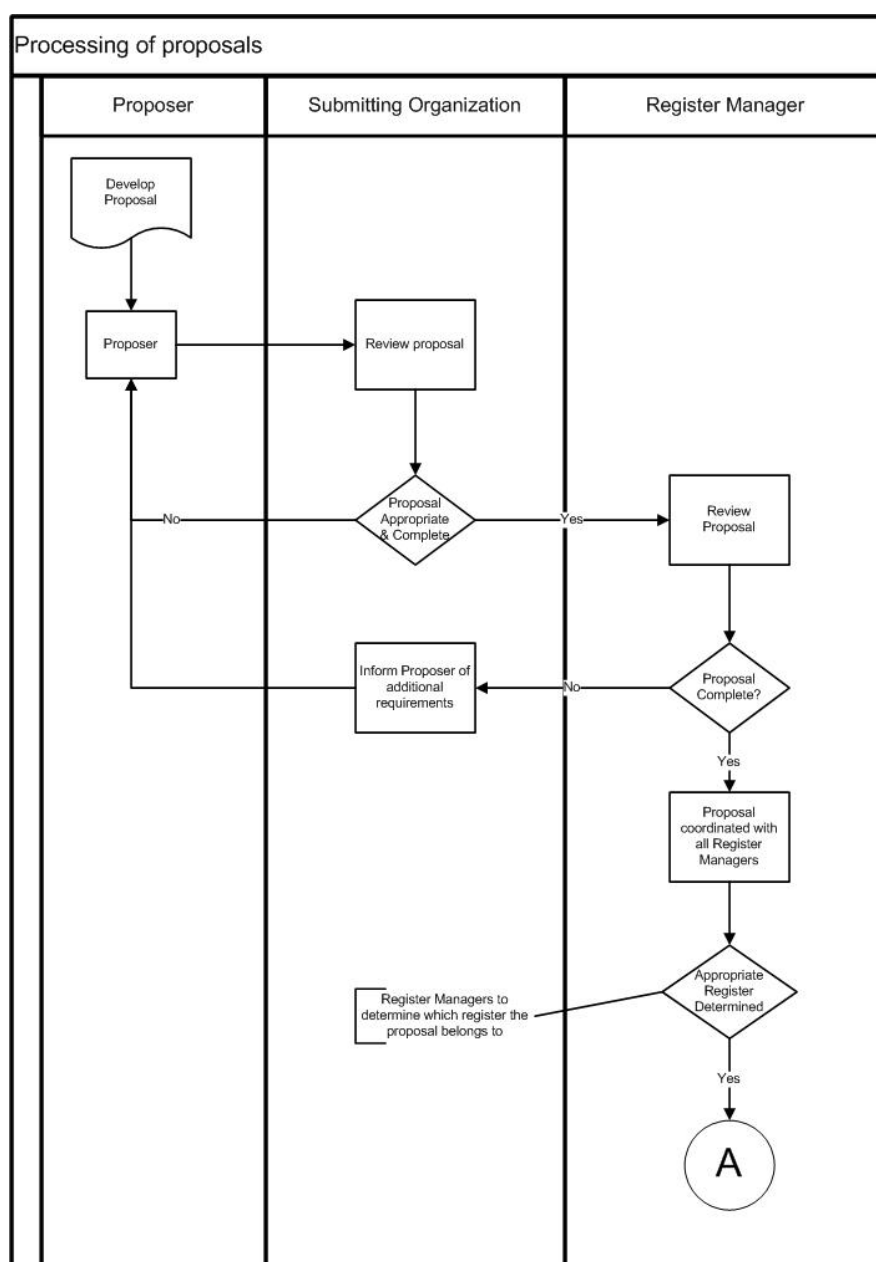 Processing of proposals
Proposer
Submitting Organization
Register Manager
Develop
Proposal
Proposer
Review proposal
Proposal
Appropriate
& Complete
No
Yes
Review
Proposal
Inform Proposer of
additional
requirements
No
Proposal
Complete?
Yes
Proposal
coordinated with
all Register
Managers
Register Managers to
determine which register the
proposal belongs to
Appropriate
Register
Determined
Yes
A